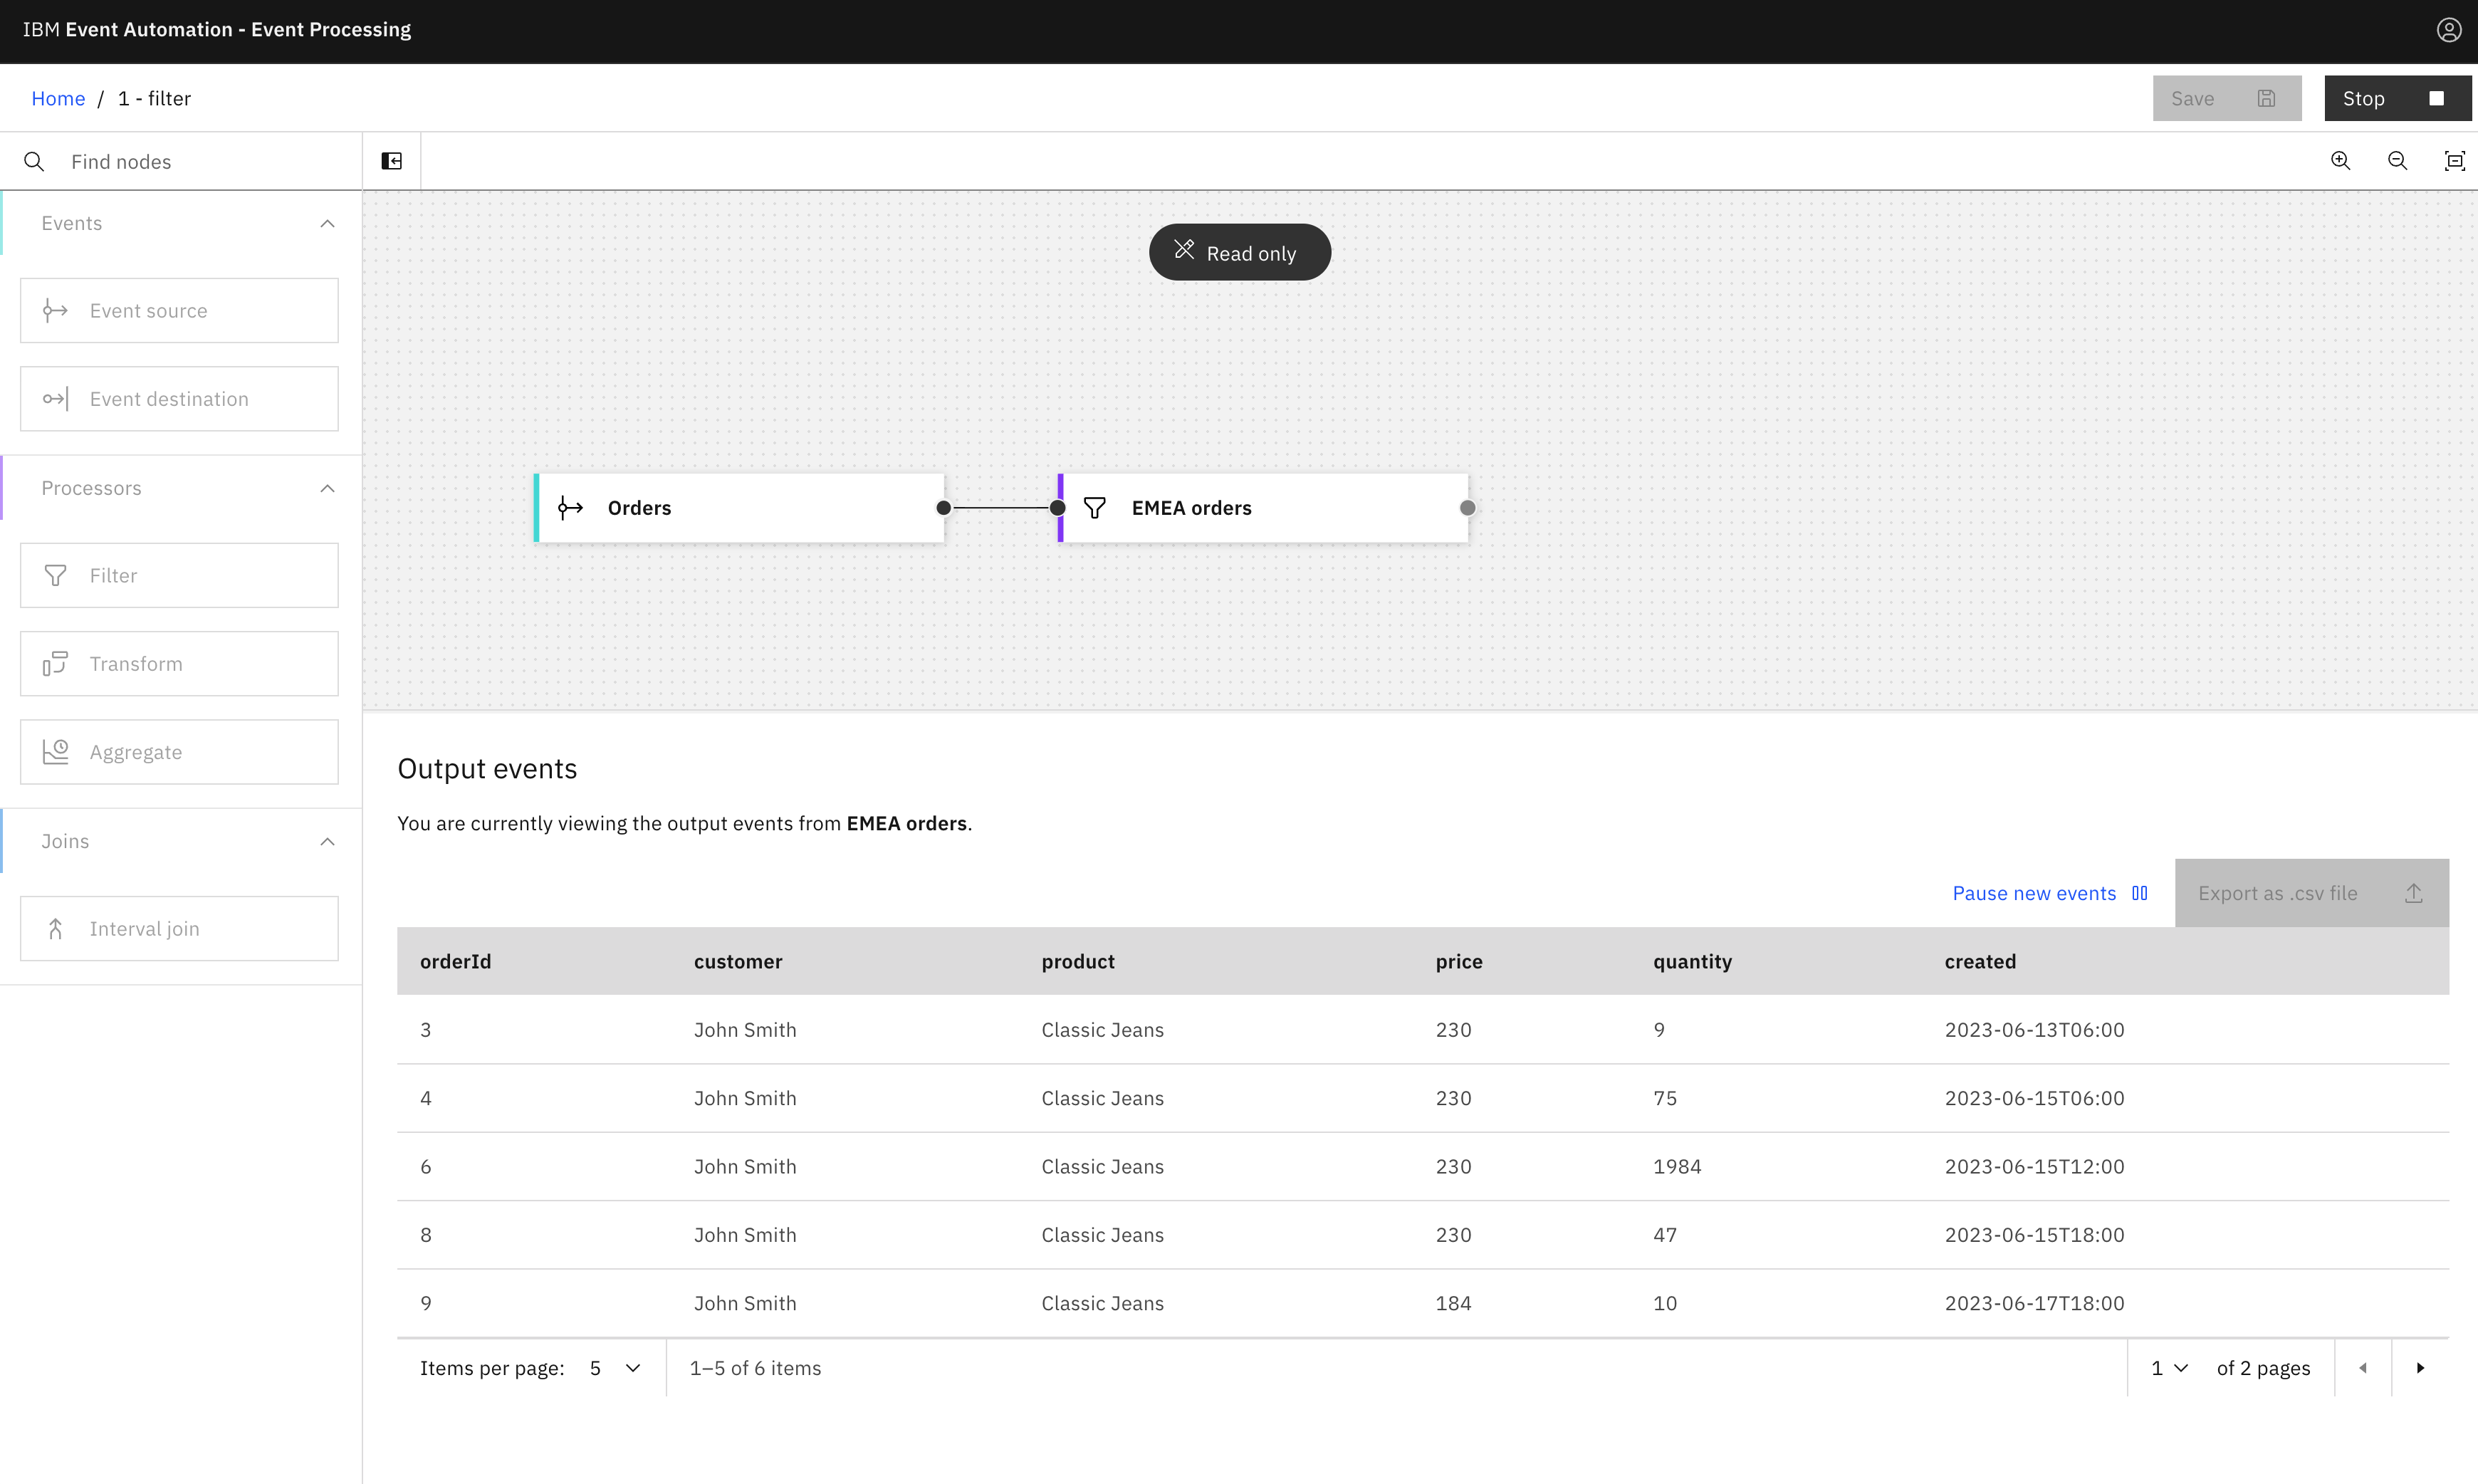 IBM Event Automation - Event Processing
Home / 1 - filter
Save
Stop
Find nodes
Events
Event source
Event destination
Processors
Filter
Transform
Aggregate
Joins
Interval join
Read only
Orders
EMEA orders
Output events
You are currently viewing the output events from EMEA orders.
Pause new events
Export as .csv file
orderId customer product price quantity created
3 John Smith Classic Jeans 230 9 2023-06-13T06:00
4 John Smith Classic Jeans 230 75 2023-06-15T06:00
6 John Smith Classic Jeans 230 1984 2023-06-15T12:00
8 John Smith Classic Jeans 230 47 2023-06-15T18:00
9 John Smith Classic Jeans 184 10 2023-06-17T18:00
Items per page: 5 1–5 of 6 items 1 of 2 pages